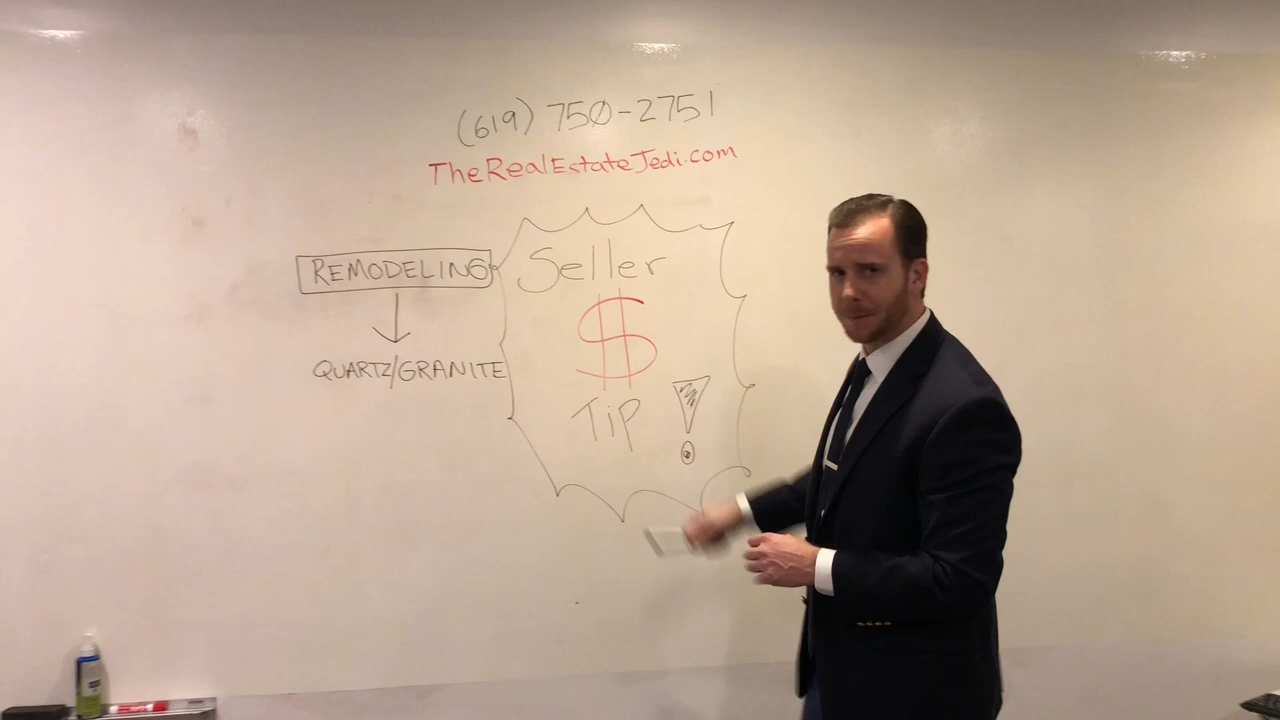 (619) 750-2751
TheRealEstateJedi.com
REMODELING
QUARTZ/GRANITE
Seller
$
Tip !